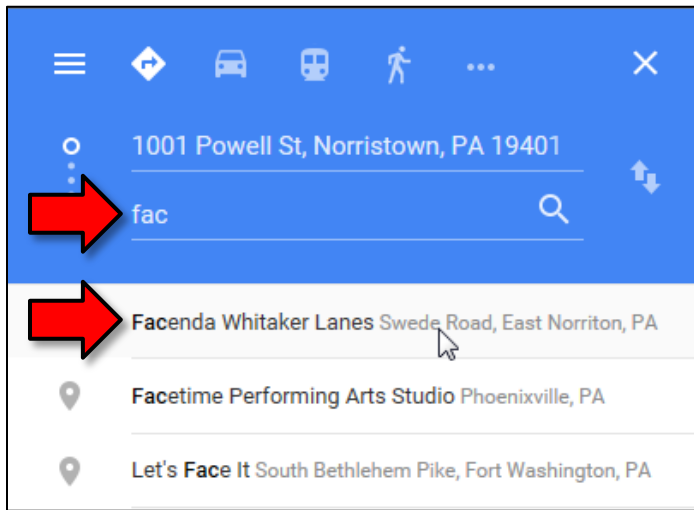 1001 Powell St, Norristown, PA 19401
fac
Facenda Whitaker Lanes Swede Road, East Norriton, PA
Facetime Performing Arts Studio Phoenixville, PA
Let's Face It South Bethlehem Pike, Fort Washington, PA